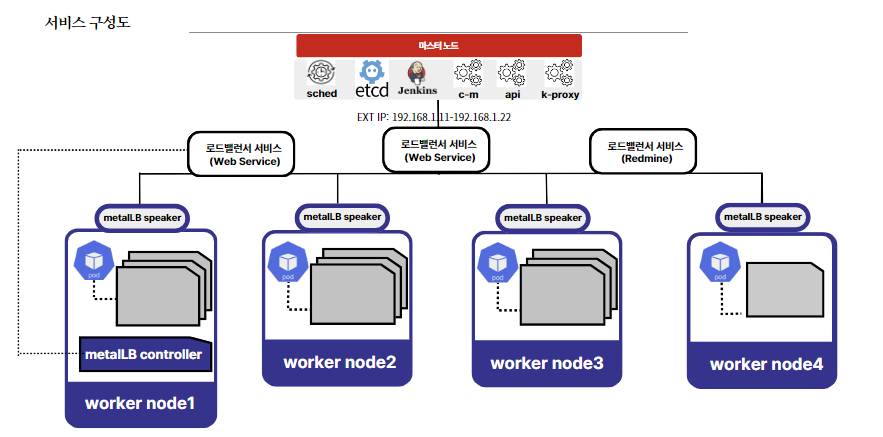 서비스 구성도
마스터 노드
sched
etcd
Jenkins
c-m
api
k-proxy
EXT IP: 192.168.1.11-192.168.1.22
로드밸런서 서비스
(Web Service)
로드밸런서 서비스
(Web Service)
로드밸런서 서비스
(Redmine)
metalLB speaker
metalLB speaker
metalLB speaker
metalLB speaker
pod
pod
pod
pod
metalLB controller
worker node1
worker node2
worker node3
worker node4